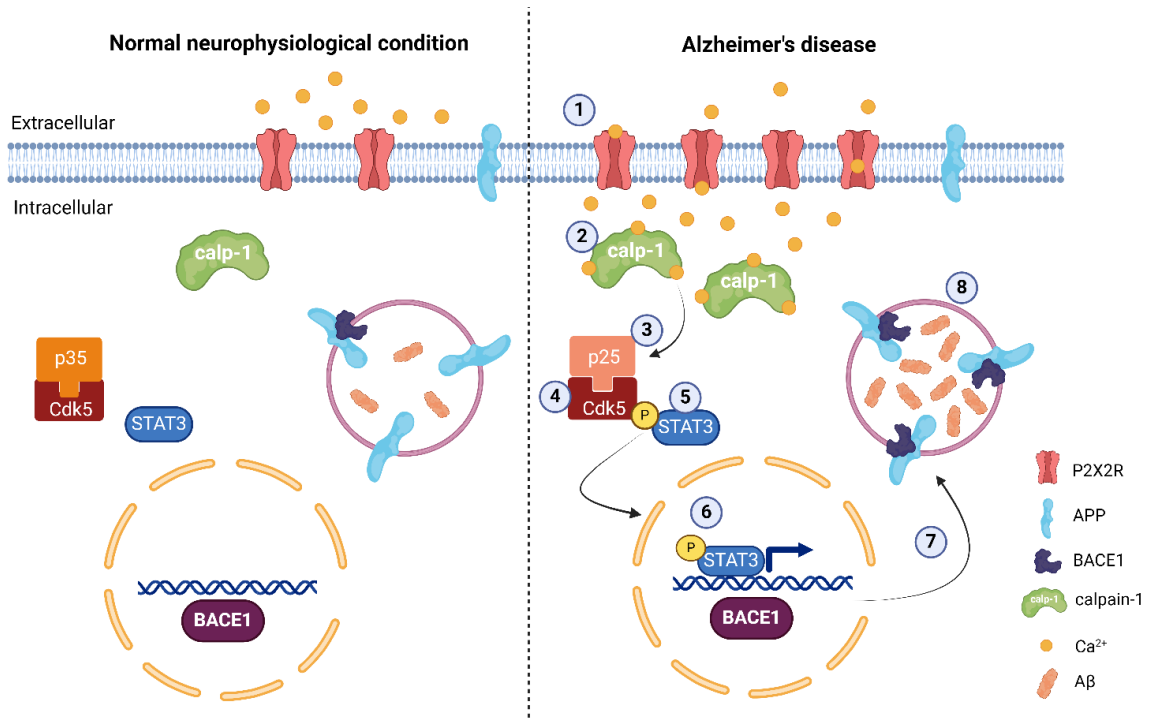 Normal neurophysiological condition
Alzheimer's disease
Extracellular
Intracellular
calp-1
p35
Cdk5
STAT3
BACE1
1
2
calp-1
calp-1
3
p25
4
Cdk5
P
5
STAT3
6
P
STAT3
BACE1
7
8
P2X2R
APP
BACE1
calp-1
calpain-1
Ca²⁺
Aβ